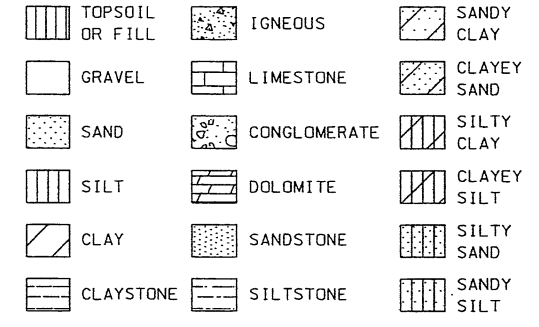 TOPSOIL
OR FILL
GRAVEL
SAND
SILT
CLAY
CLAYSTONE
IGNEOUS
LIMESTONE
CONGLOMERATE
DOLOMITE
SANDSTONE
SILTSTONE
SANDY
CLAY
CLAYEY
SAND
SILTY
CLAY
CLAYEY
SILT
SILTY
SAND
SANDY
SILT